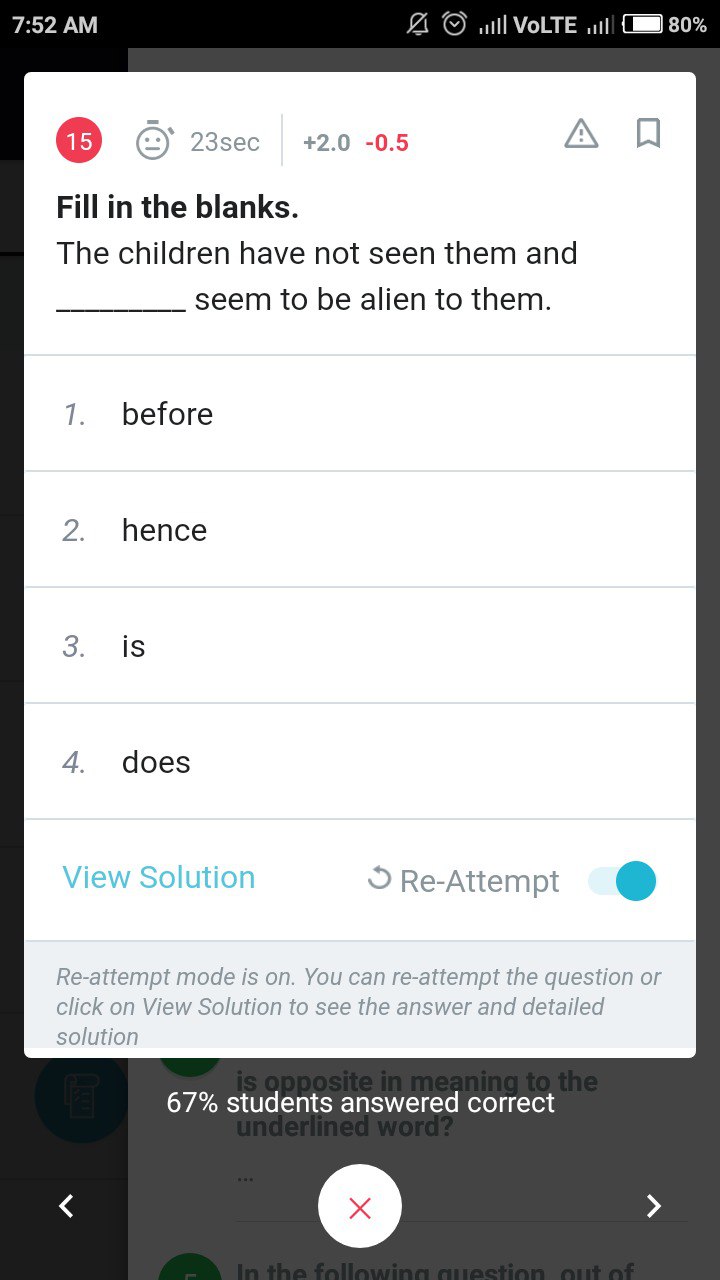 7:52 AM VoLTE 80%
15 23sec +2.0 -0.5
Fill in the blanks.
The children have not seen them and
_________ seem to be alien to them.
1. before
2. hence
3. is
4. does
View Solution Re-Attempt
Re-attempt mode is on. You can re-attempt the question or
click on View Solution to see the answer and detailed
solution
is opposite in meaning to the
67% students answered correct
underlined word?
...
In the following question, out of